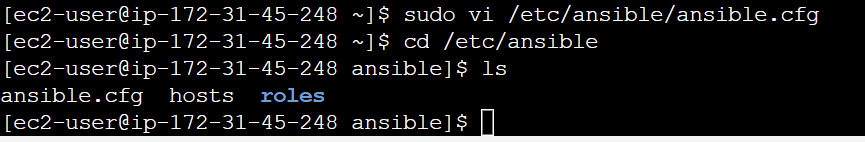 [ec2-user@ip-172-31-45-248 ~]$ sudo vi /etc/ansible/ansible.cfg
[ec2-user@ip-172-31-45-248 ~]$ cd /etc/ansible
[ec2-user@ip-172-31-45-248 ansible]$ ls
ansible.cfg  hosts  roles
[ec2-user@ip-172-31-45-248 ansible]$